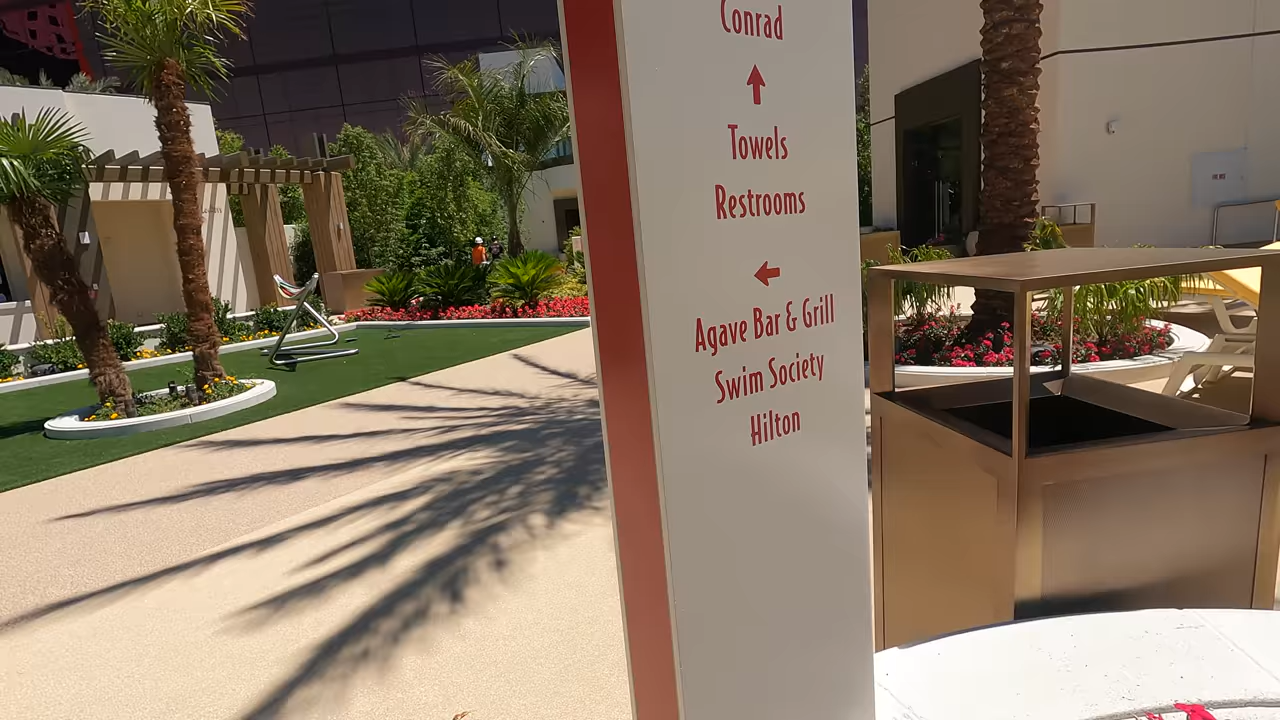 Conrad
Towels
Restrooms
Agave Bar & Grill
Swim Society
Hilton